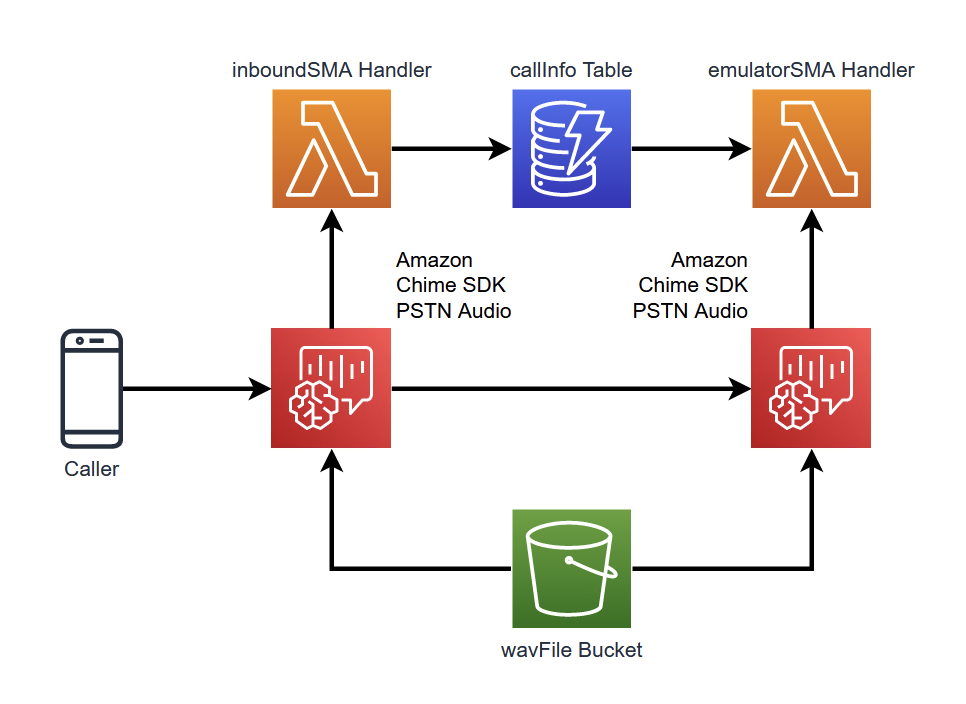 inboundSMA Handler
callInfo Table
emulatorSMA Handler
Amazon
Chime SDK
PSTN Audio
Amazon
Chime SDK
PSTN Audio
Caller
wavFile Bucket